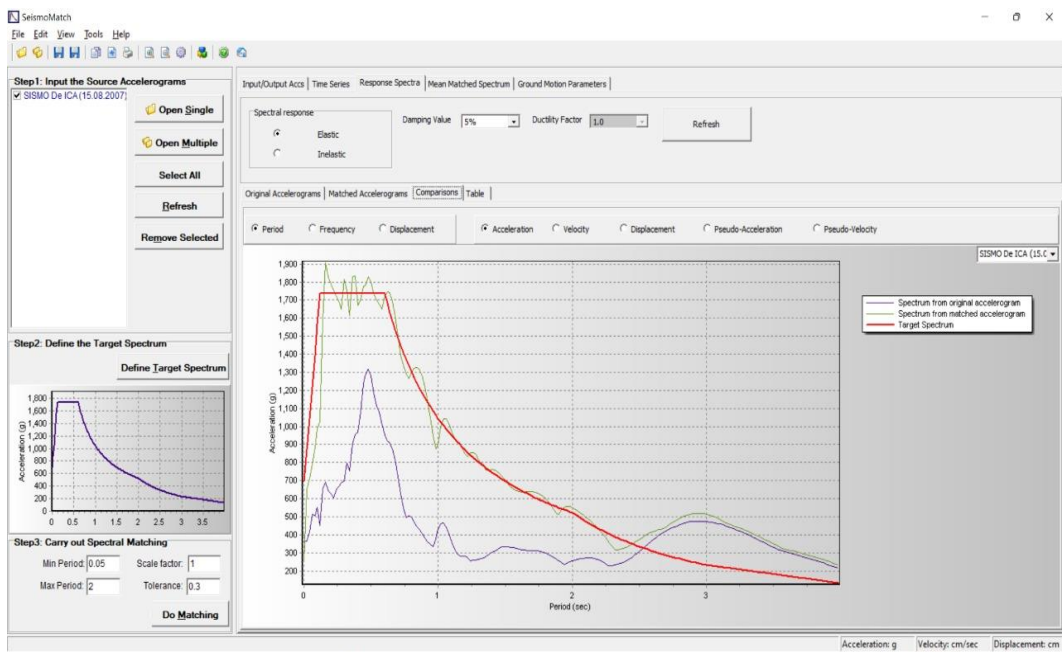 SeismoMatch
File Edit View Tools Help
Step1: Input the Source Accelerograms
SISMO De ICA (15.08.2007)
Open Single
Open Multiple
Select All
Refresh
Remove Selected
Step2: Define the Target Spectrum
Define Target Spectrum
1,800
1,600
1,400
1,200
1,000
800
600
400
200
0
Acceleration (g)
0 0.5 1 1.5 2 2.5 3 3.5
Step3: Carry out Spectral Matching
Min Period: 0.05 Scale factor: 1
Max Period: 2 Tolerance: 0.3
Do Matching
Input/Output Accs Time Series Response Spectra Mean Matched Spectrum Ground Motion Parameters
Spectral response
Elastic
Inelastic
Damping Value 5% Ductility Factor 1.0 Refresh
Original Accelerograms Matched Accelerograms Comparisons Table
Period Frequency Displacement Acceleration Velocity Displacement Pseudo-Acceleration Pseudo-Velocity
SISMO De ICA (15.0
1,900
1,800
1,700
1,600
1,500
1,400
1,300
1,200
1,100
1,000
900
800
700
600
500
400
300
200
Acceleration (g)
0 1 2 3
Period (sec)
Spectrum from original accelerogram
Spectrum from matched accelerogram
Target Spectrum
Acceleration: g Velocity: cm/sec Displacement: cm